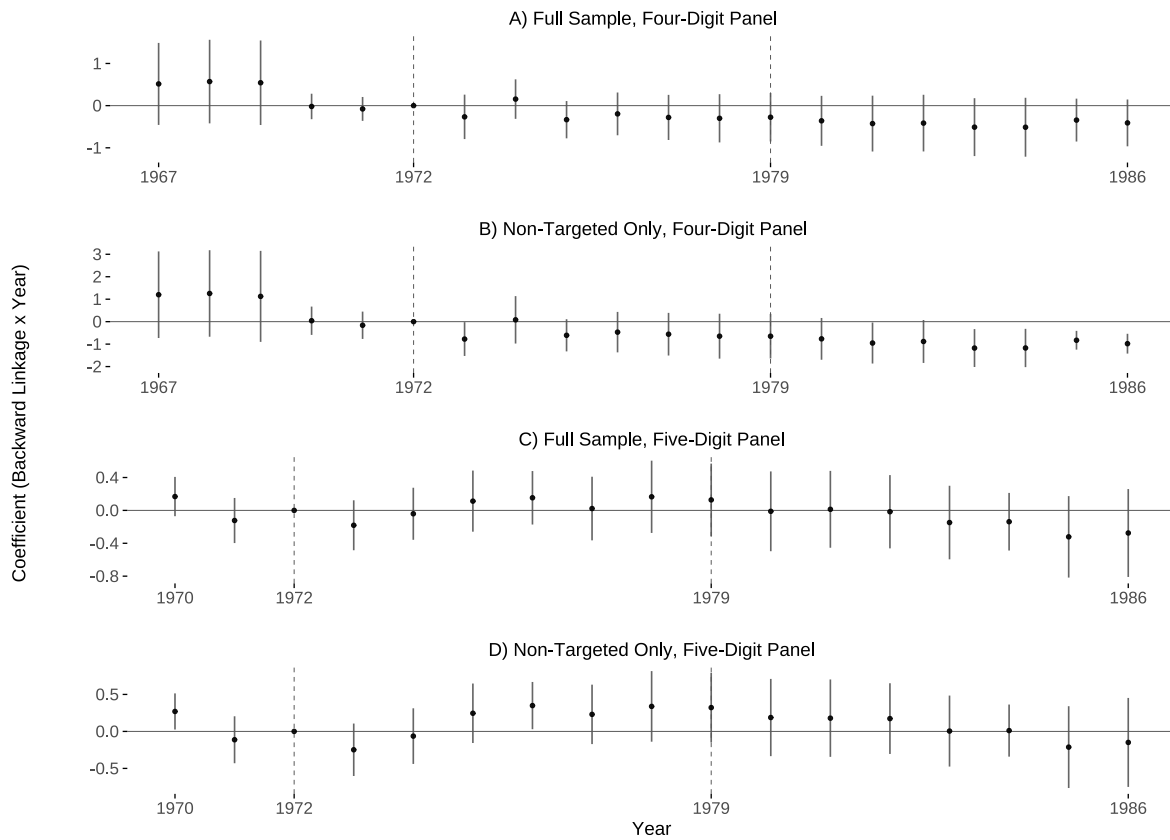 A) Full Sample, Four-Digit Panel
1
0
-1
1967 1972 1979 1986
B) Non-Targeted Only, Four-Digit Panel
3
2
1
0
-1
-2
1967 1972 1979 1986
C) Full Sample, Five-Digit Panel
0.4
0.0
-0.4
-0.8
1970 1972 1979 1986
D) Non-Targeted Only, Five-Digit Panel
0.5
0.0
-0.5
1970 1972 1979 1986
Year
Coefficient (Backward Linkage x Year)